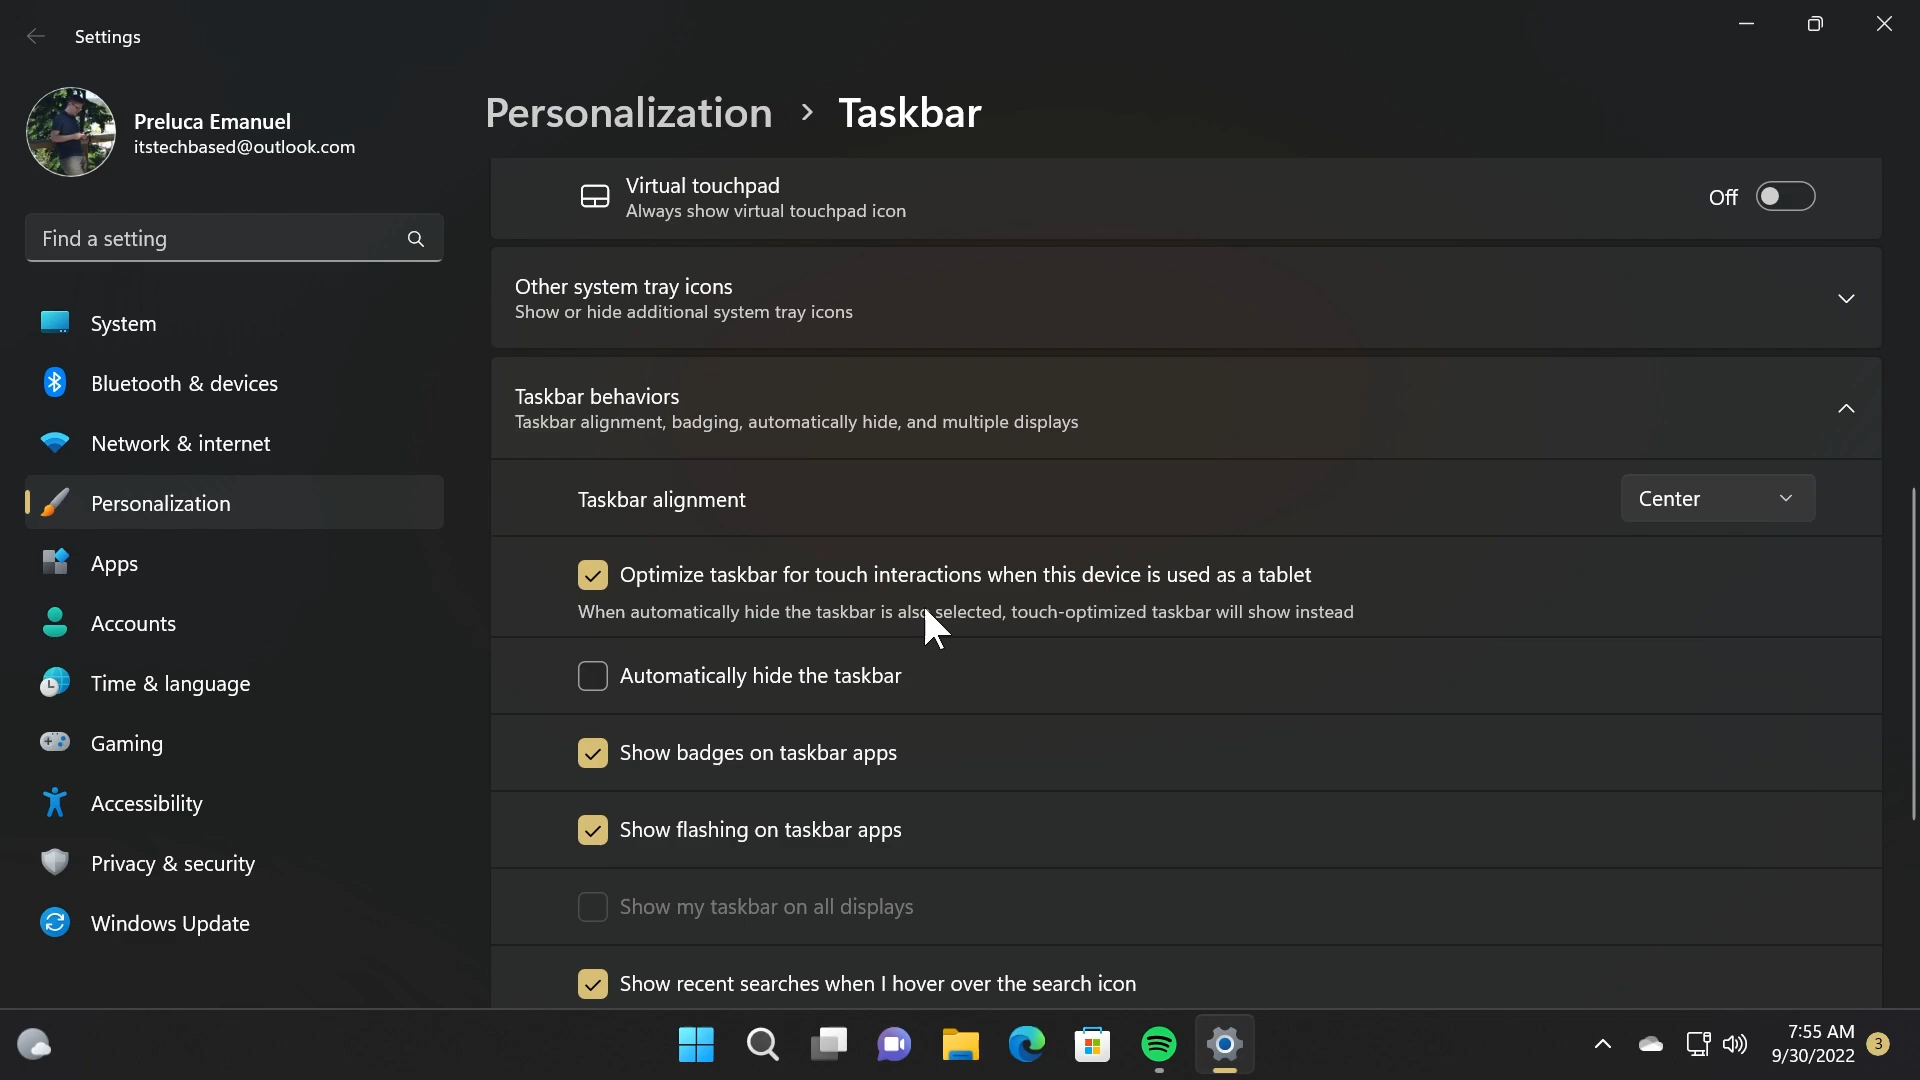 Settings
Preluca Emanuel
itstechbased@outlook.com
Find a setting
System
Bluetooth & devices
Network & internet
Personalization
Apps
Accounts
Time & language
Gaming
Accessibility
Privacy & security
Windows Update
Personalization > Taskbar
Virtual touchpad
Always show virtual touchpad icon
Off
Other system tray icons
Show or hide additional system tray icons
Taskbar behaviors
Taskbar alignment, badging, automatically hide, and multiple displays
Taskbar alignment
Center
Optimize taskbar for touch interactions when this device is used as a tablet
When automatically hide the taskbar is also selected, touch-optimized taskbar will show instead
Automatically hide the taskbar
Show badges on taskbar apps
Show flashing on taskbar apps
Show my taskbar on all displays
Show recent searches when I hover over the search icon
7:55 AM
9/30/2022
3